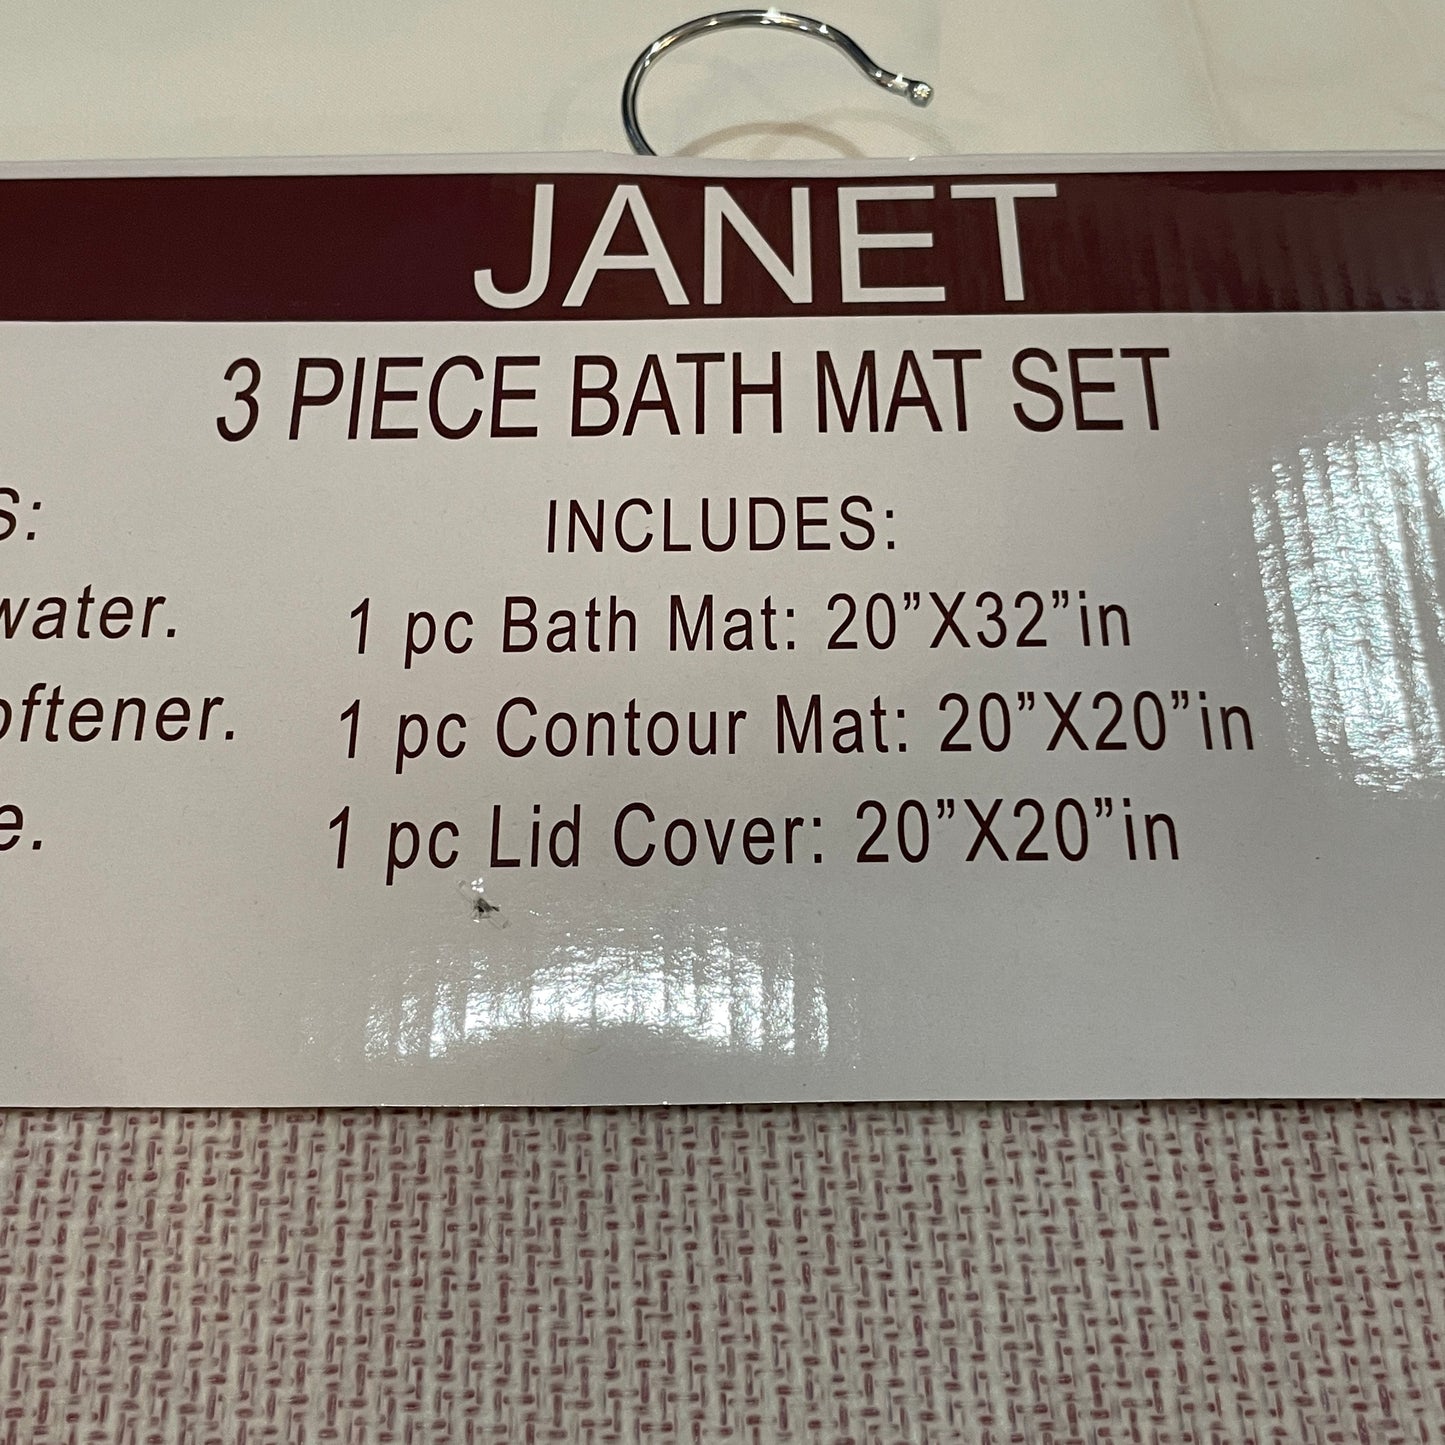 JANET
3 PIECE BATH MAT SET
S:
water.
oftener.
e.
INCLUDES:
1 pc Bath Mat: 20”X32”in
1 pc Contour Mat: 20”X20”in
1 pc Lid Cover: 20”X20”in